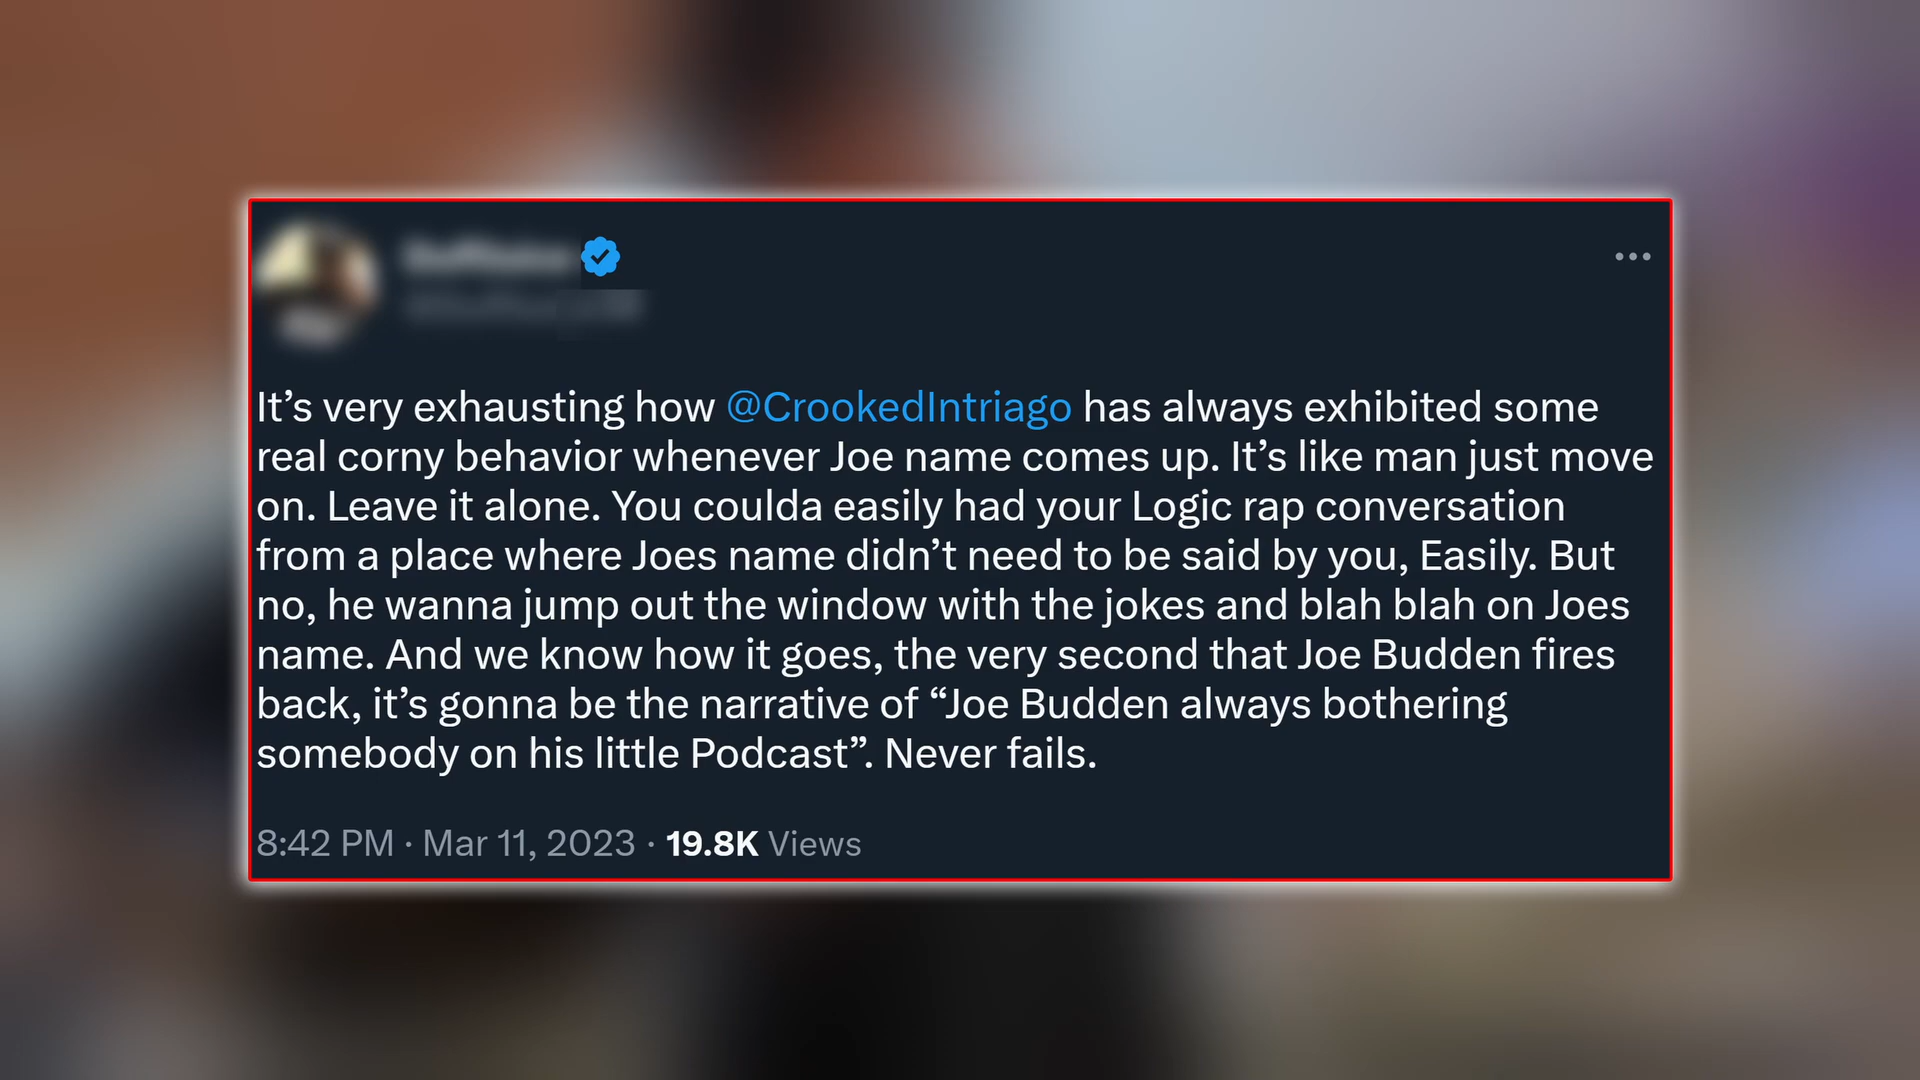 It’s very exhausting how @CrookedIntriago has always exhibited some
real corny behavior whenever Joe name comes up. It’s like man just move
on. Leave it alone. You coulda easily had your Logic rap conversation
from a place where Joes name didn’t need to be said by you, Easily. But
no, he wanna jump out the window with the jokes and blah blah on Joes
name. And we know how it goes, the very second that Joe Budden fires
back, it’s gonna be the narrative of “Joe Budden always bothering
somebody on his little Podcast”. Never fails.
8:42 PM · Mar 11, 2023 · 19.8K Views